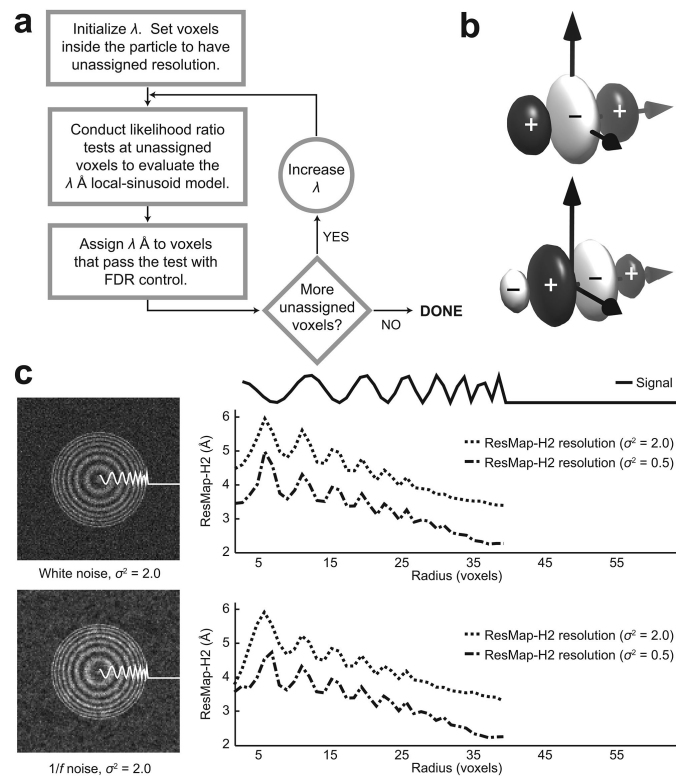 a
Initialize λ. Set voxels
inside the particle to have
unassigned resolution.
Conduct likelihood ratio
tests at unassigned
voxels to evaluate the
λ Å local-sinusoid model.
Assign λ Å to voxels
that pass the test with
FDR control.
Increase
λ
YES
More
unassigned
voxels?
NO
DONE
b
+
−
+
−
+
−
+
c
White noise, σ² = 2.0
Signal
ResMap-H2 (Å)
6
5
4
3
2
ResMap-H2 resolution (σ² = 2.0)
ResMap-H2 resolution (σ² = 0.5)
5
15
25
35
45
55
Radius (voxels)
1/f noise, σ² = 2.0
ResMap-H2 (Å)
6
5
4
3
2
ResMap-H2 resolution (σ² = 2.0)
ResMap-H2 resolution (σ² = 0.5)
5
15
25
35
45
55
Radius (voxels)